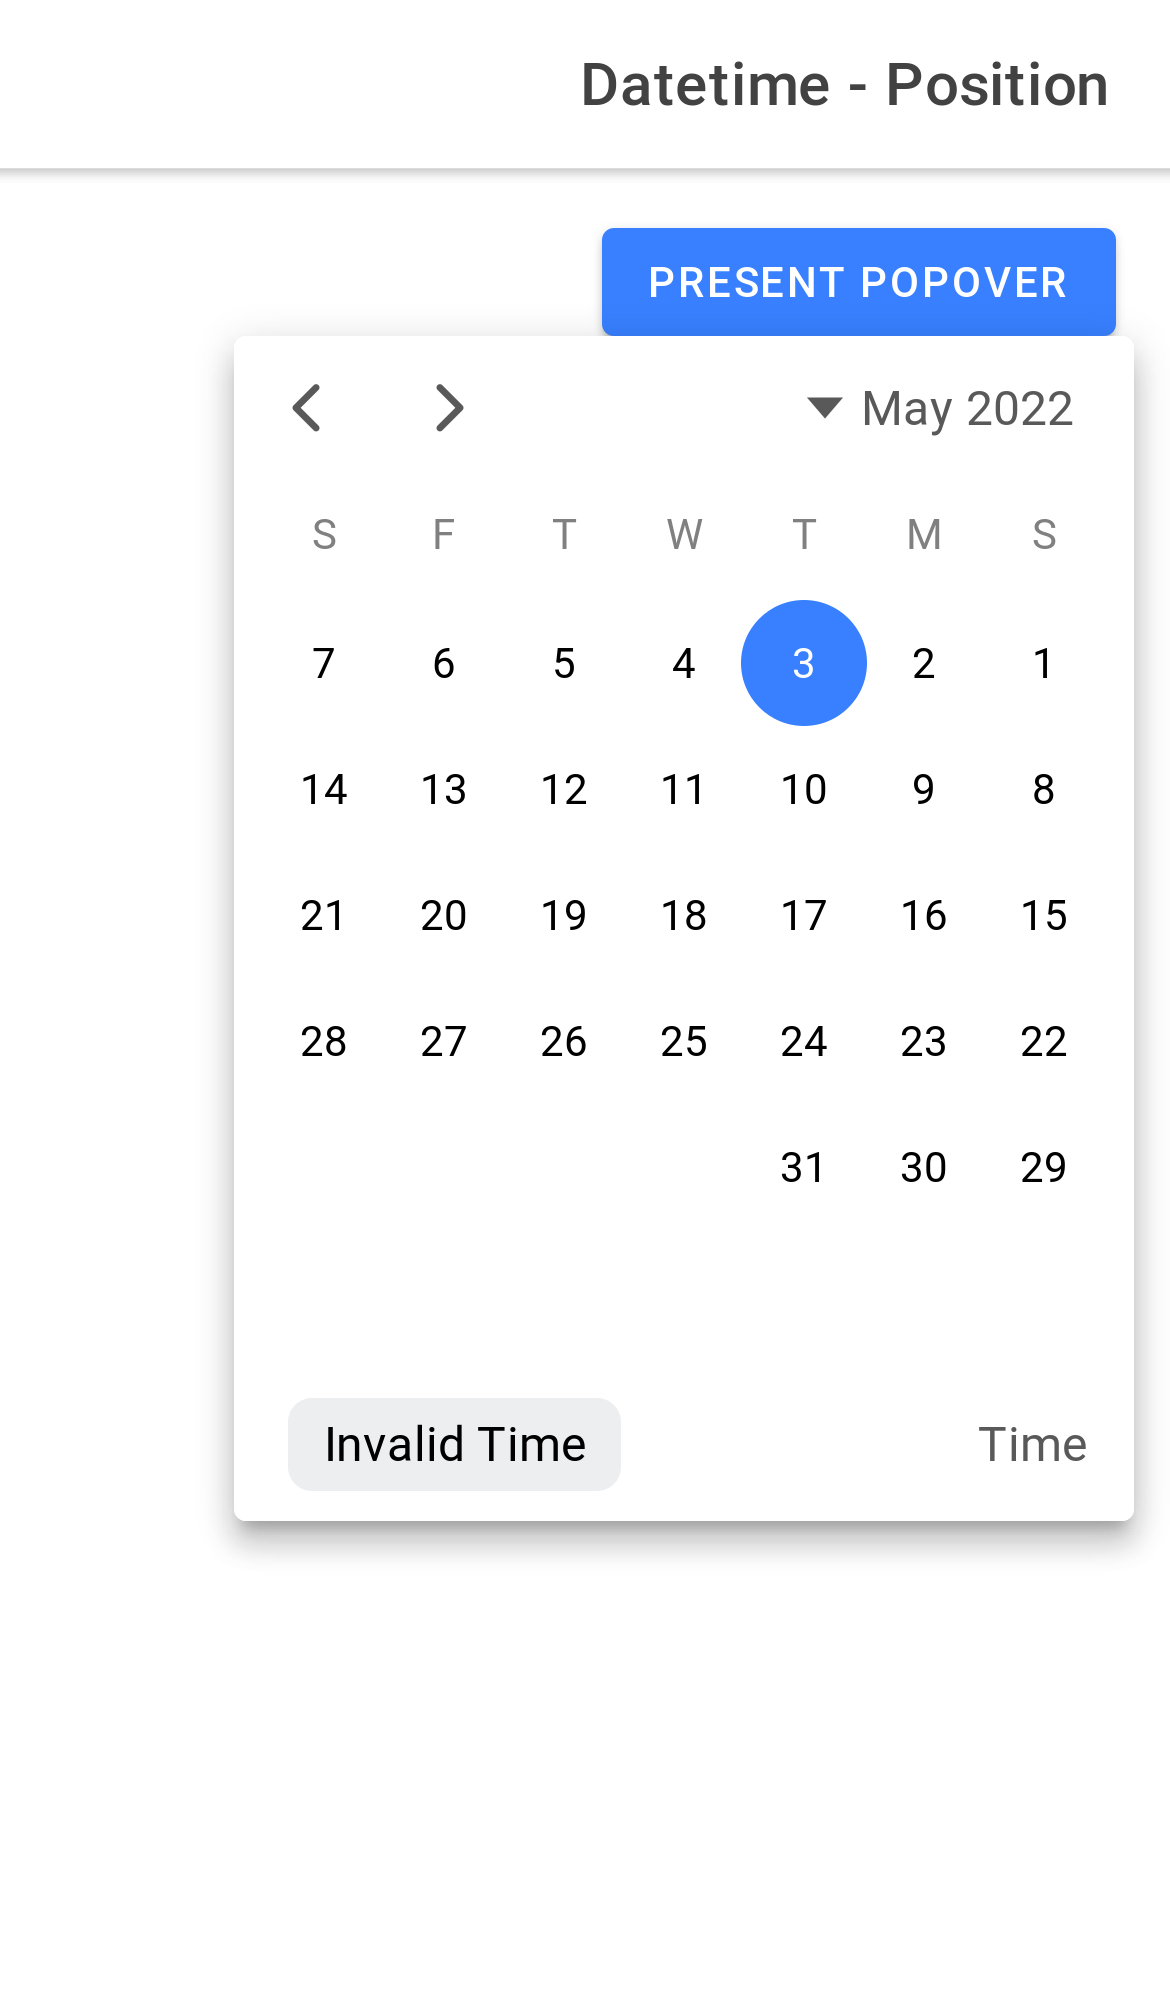 Datetime - Position
PRESENT POPOVER
May 2022
S F T W T M S
7 6 5 4 3 2 1
14 13 12 11 10 9 8
21 20 19 18 17 16 15
28 27 26 25 24 23 22
31 30 29
Invalid Time Time